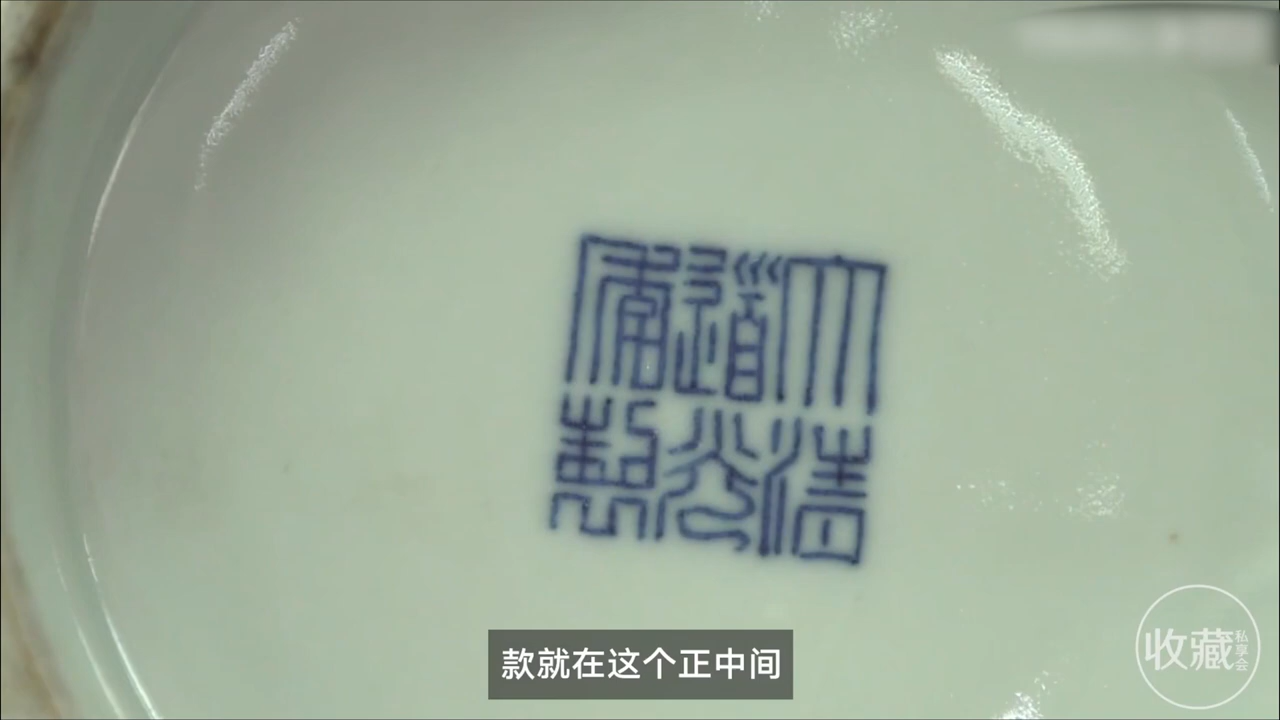 大清
道光
年製
款就在这个正中间
收藏
私享会